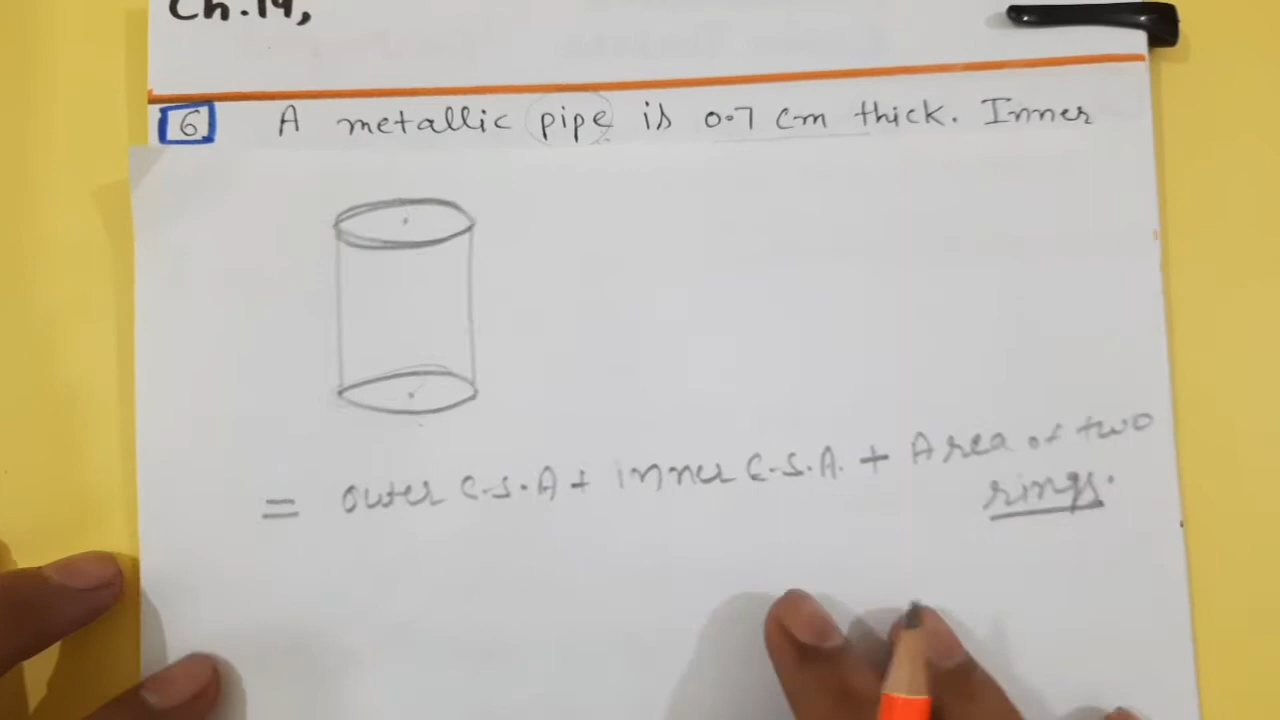 Ch.14,
6 A metallic pipe is 0.7 cm thick. Inner
= outer C.S.A + inner C.S.A. + Area of two
rings.